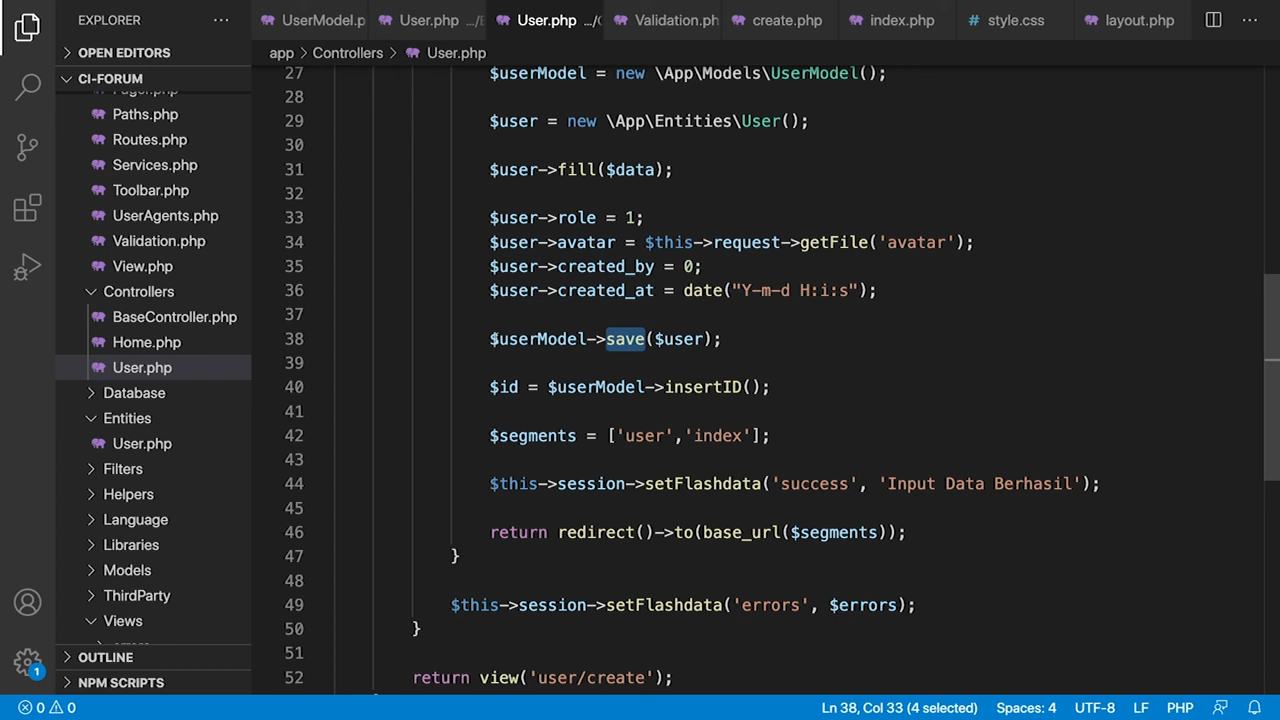 EXPLORER
OPEN EDITORS
CI-FORUM
Pager.php
Paths.php
Routes.php
Services.php
Toolbar.php
UserAgents.php
Validation.php
View.php
Controllers
BaseController.php
Home.php
User.php
Database
Entities
User.php
Filters
Helpers
Language
Libraries
Models
ThirdParty
Views
errors
OUTLINE
NPM SCRIPTS
1
UserModel.p User.php .../E User.php .../C Validation.ph create.php index.php # style.css layout.php
app > Controllers > User.php
27 $userModel = new \App\Models\UserModel();
28
29 $user = new \App\Entities\User();
30
31 $user->fill($data);
32
33 $user->role = 1;
34 $user->avatar = $this->request->getFile('avatar');
35 $user->created_by = 0;
36 $user->created_at = date("Y-m-d H:i:s");
37
38 $userModel->save($user);
39
40 $id = $userModel->insertID();
41
42 $segments = ['user','index'];
43
44 $this->session->setFlashdata('success', 'Input Data Berhasil');
45
46 return redirect()->to(base_url($segments));
47 }
48
49 $this->session->setFlashdata('errors', $errors);
50 }
51
52 return view('user/create');
0 0 Ln 38, Col 33 (4 selected) Spaces: 4 UTF-8 LF PHP